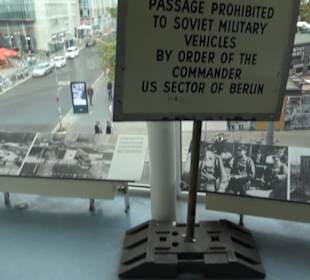 PASSAGE PROHIBITED
TO SOVIET MILITARY
VEHICLES
BY ORDER OF THE
COMMANDER
US SECTOR OF BERLIN